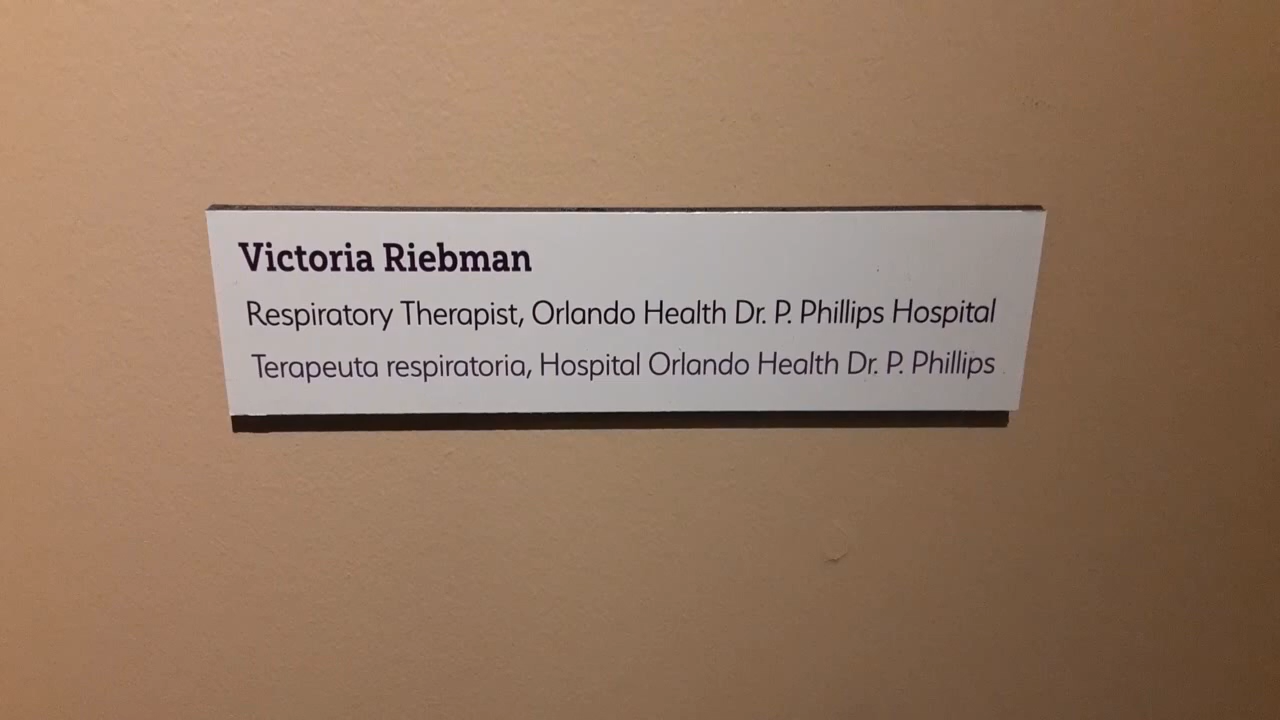 Victoria Riebman
Respiratory Therapist, Orlando Health Dr. P. Phillips Hospital
Terapeuta respiratoria, Hospital Orlando Health Dr. P. Phillips